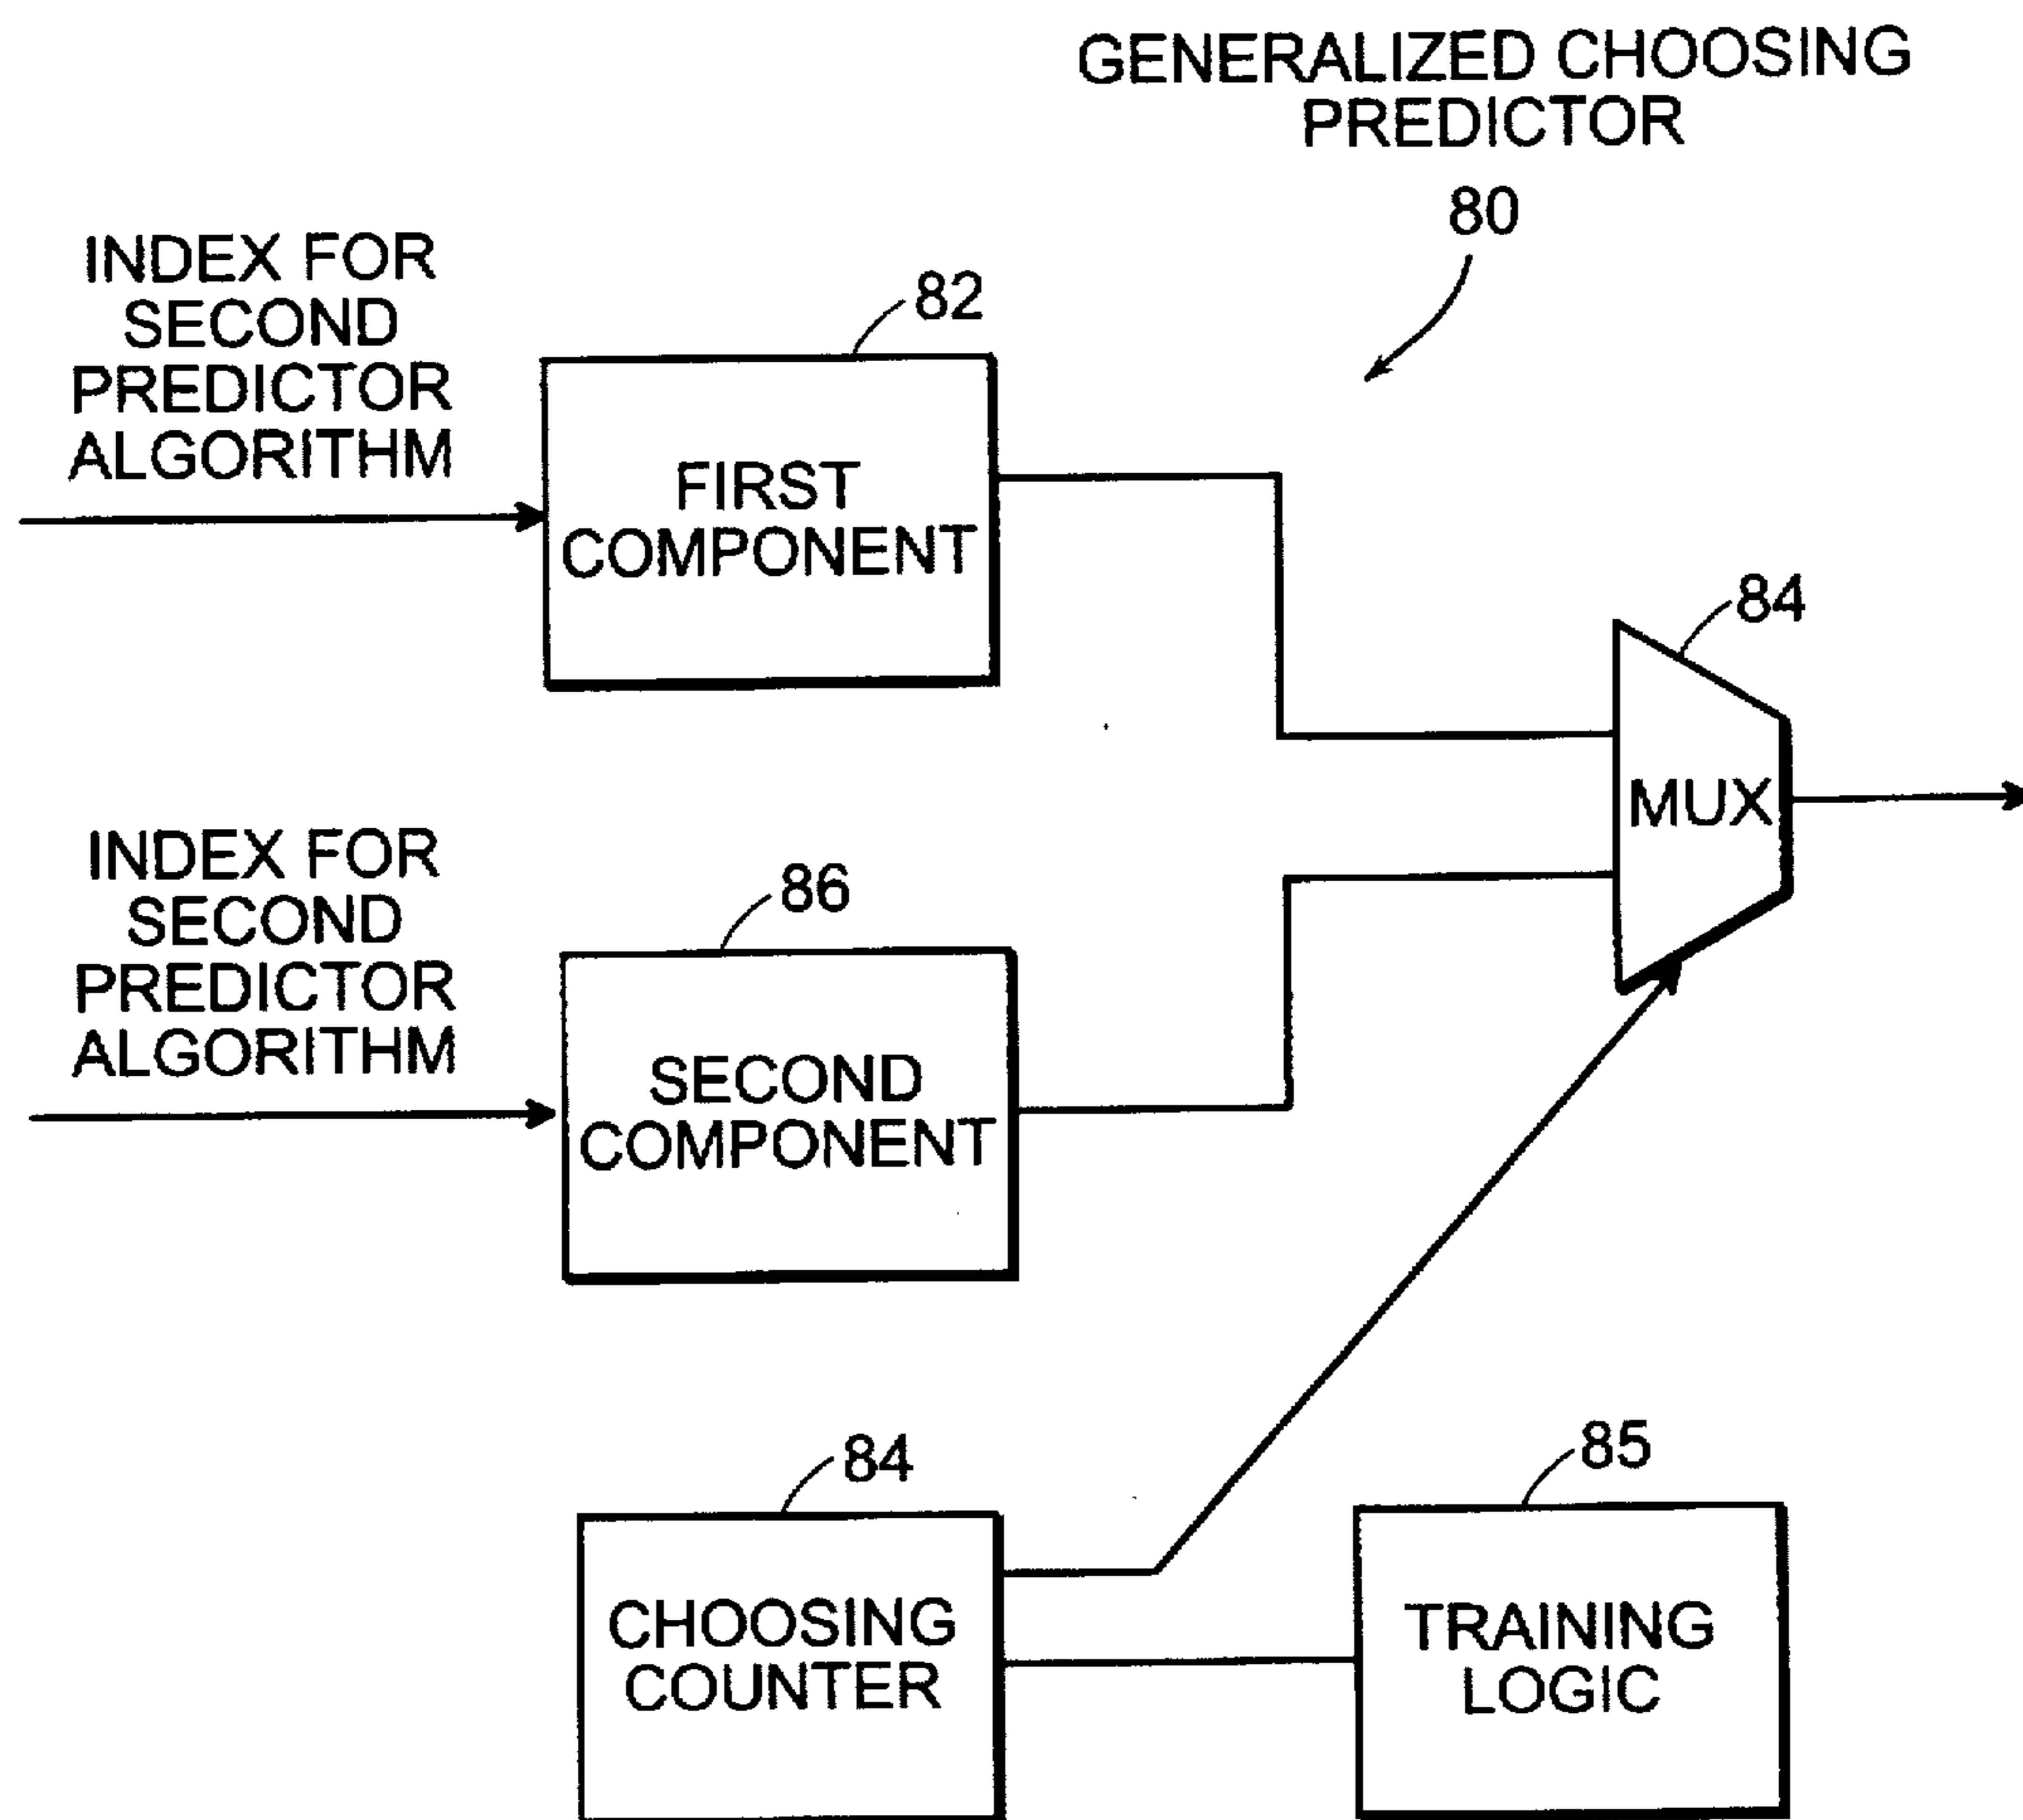 GENERALIZED CHOOSING
PREDICTOR
80
INDEX FOR
SECOND
PREDICTOR
ALGORITHM
82
FIRST
COMPONENT
84
MUX
INDEX FOR
SECOND
PREDICTOR
ALGORITHM
86
SECOND
COMPONENT
84
CHOOSING
COUNTER
85
TRAINING
LOGIC